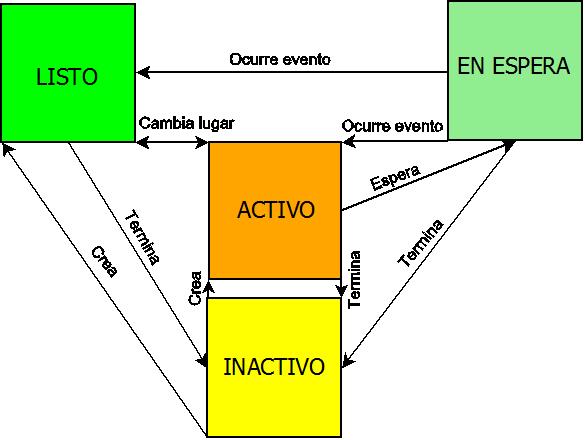 LISTO
Ocurre evento
EN ESPERA
Cambia lugar
Ocurre evento
ACTIVO
Espera
Termina
Crea
Termina
Crea
Termina
INACTIVO